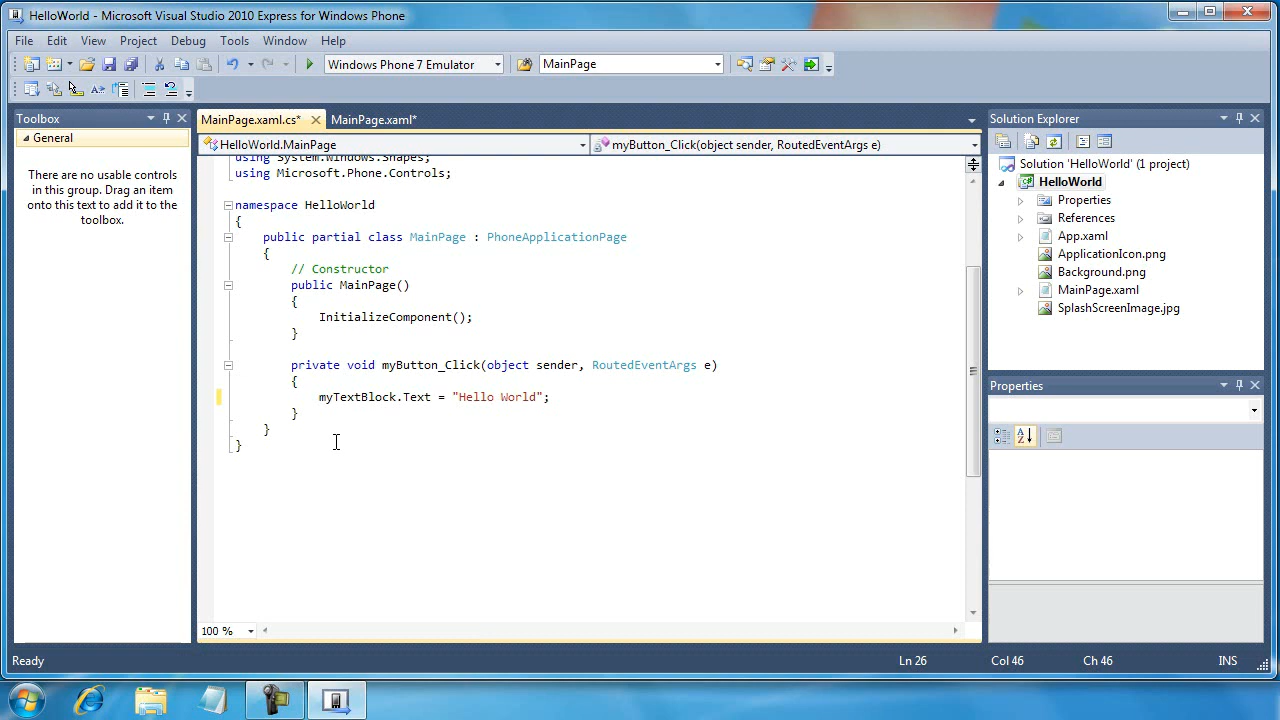 HelloWorld - Microsoft Visual Studio 2010 Express for Windows Phone
File Edit View Project Debug Tools Window Help
Windows Phone 7 Emulator MainPage
Toolbox
General
There are no usable controls
in this group. Drag an item
onto this text to add it to the
toolbox.
MainPage.xaml.cs* MainPage.xaml*
HelloWorld.MainPage myButton_Click(object sender, RoutedEventArgs e)
using System.Windows.Shapes;
using Microsoft.Phone.Controls;
namespace HelloWorld
{
public partial class MainPage : PhoneApplicationPage
{
// Constructor
public MainPage()
{
InitializeComponent();
}
private void myButton_Click(object sender, RoutedEventArgs e)
{
myTextBlock.Text = "Hello World";
}
}
}
100 %
Solution Explorer
Solution 'HelloWorld' (1 project)
HelloWorld
Properties
References
App.xaml
ApplicationIcon.png
Background.png
MainPage.xaml
SplashScreenImage.jpg
Properties
Ready Ln 26 Col 46 Ch 46 INS